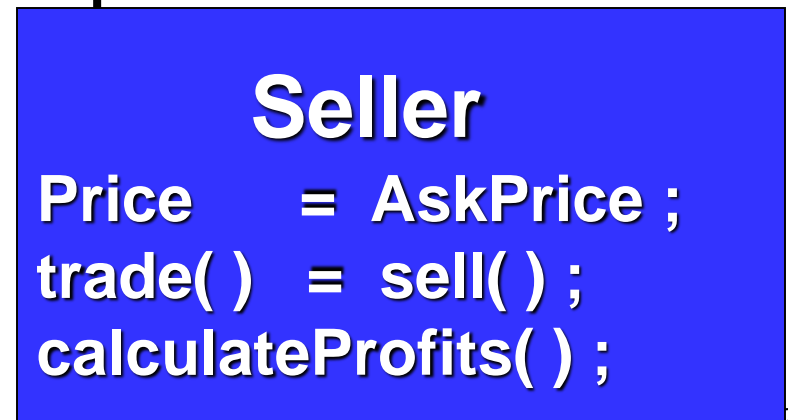 Seller
Price = AskPrice ;
trade( ) = sell( ) ;
calculateProfits( ) ;